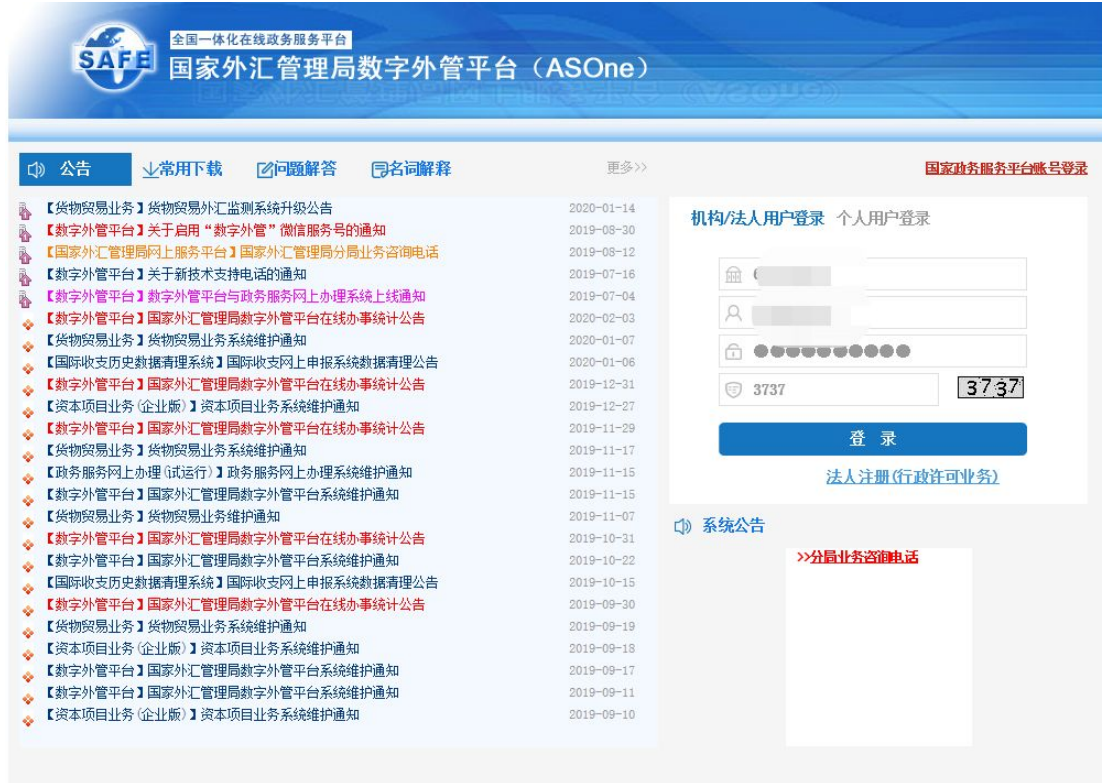 SAFE
全国一体化在线政务服务平台
国家外汇管理局数字外管平台（ASOne）
公告 常用下载 问题解答 名词解释 更多>>
国家政务服务平台账号登录
【货物贸易业务】货物贸易外汇监测系统升级公告 2020-01-14
【数字外管平台】关于启用“数字外管”微信服务号的通知 2019-08-30
【国家外汇管理局网上服务平台】国家外汇管理局分局业务咨询电话 2019-08-12
【数字外管平台】关于新技术支持电话的通知 2019-07-16
【数字外管平台】数字外管平台与政务服务网上办理系统上线通知 2019-07-04
【数字外管平台】国家外汇管理局数字外管平台在线办事统计公告 2020-02-03
【货物贸易业务】货物贸易业务系统维护通知 2020-01-07
【国际收支历史数据清理系统】国际收支网上申报系统数据清理公告 2020-01-06
【数字外管平台】国家外汇管理局数字外管平台在线办事统计公告 2019-12-31
【资本项目业务(企业版)】资本项目业务系统维护通知 2019-12-27
【数字外管平台】国家外汇管理局数字外管平台在线办事统计公告 2019-11-29
【货物贸易业务】货物贸易业务系统维护通知 2019-11-17
【政务服务网上办理(试运行)】政务服务网上办理系统维护通知 2019-11-15
【数字外管平台】国家外汇管理局数字外管平台系统维护通知 2019-11-15
【货物贸易业务】货物贸易业务维护通知 2019-11-07
【数字外管平台】国家外汇管理局数字外管平台在线办事统计公告 2019-10-31
【数字外管平台】国家外汇管理局数字外管平台系统维护通知 2019-10-22
【国际收支历史数据清理系统】国际收支网上申报系统数据清理公告 2019-10-15
【数字外管平台】国家外汇管理局数字外管平台在线办事统计公告 2019-09-30
【货物贸易业务】货物贸易业务系统维护通知 2019-09-19
【资本项目业务(企业版)】资本项目业务系统维护通知 2019-09-18
【数字外管平台】国家外汇管理局数字外管平台系统维护通知 2019-09-17
【数字外管平台】国家外汇管理局数字外管平台系统维护通知 2019-09-11
【资本项目业务(企业版)】资本项目业务系统维护通知 2019-09-10
机构/法人用户登录 个人用户登录
3737 3737
登 录
法人注册(行政许可业务)
系统公告
>>分局业务咨询电话